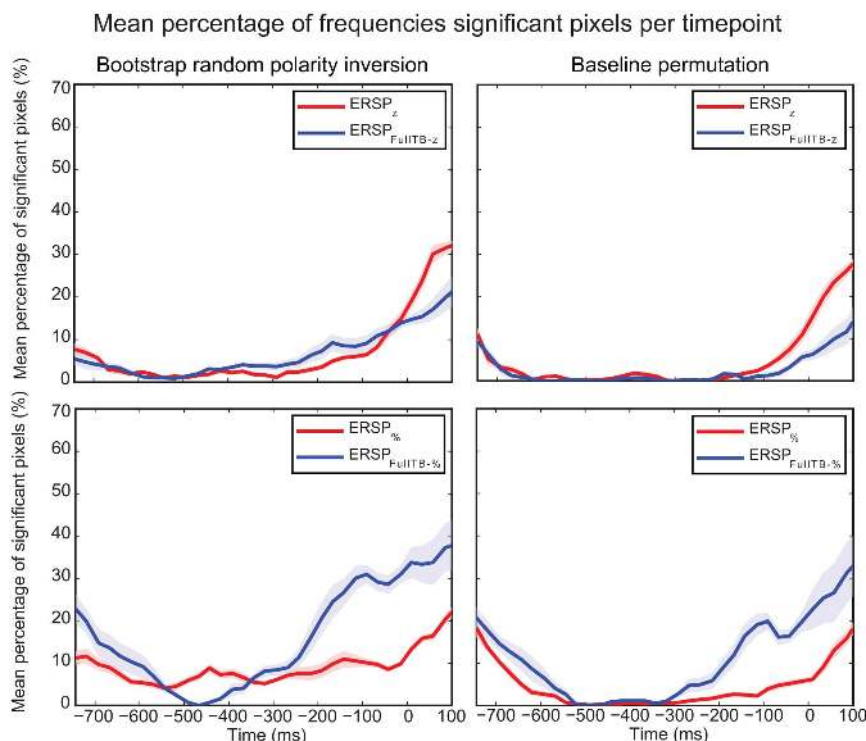 Mean percentage of frequencies significant pixels per timepoint
Bootstrap random polarity inversion
Baseline permutation
Mean percentage of significant pixels (%)
70
60
50
40
30
20
10
0
ERSPz
ERSPFullTB-z
ERSPz
ERSPFullTB-z
Mean percentage of significant pixels (%)
70
60
50
40
30
20
10
0
ERSP%
ERSPFullTB-%
ERSP%
ERSPFullTB-%
−700 −600 −500 −400 −300 −200 −100 0 100
Time (ms)
−700 −600 −500 −400 −300 −200 −100 0 100
Time (ms)